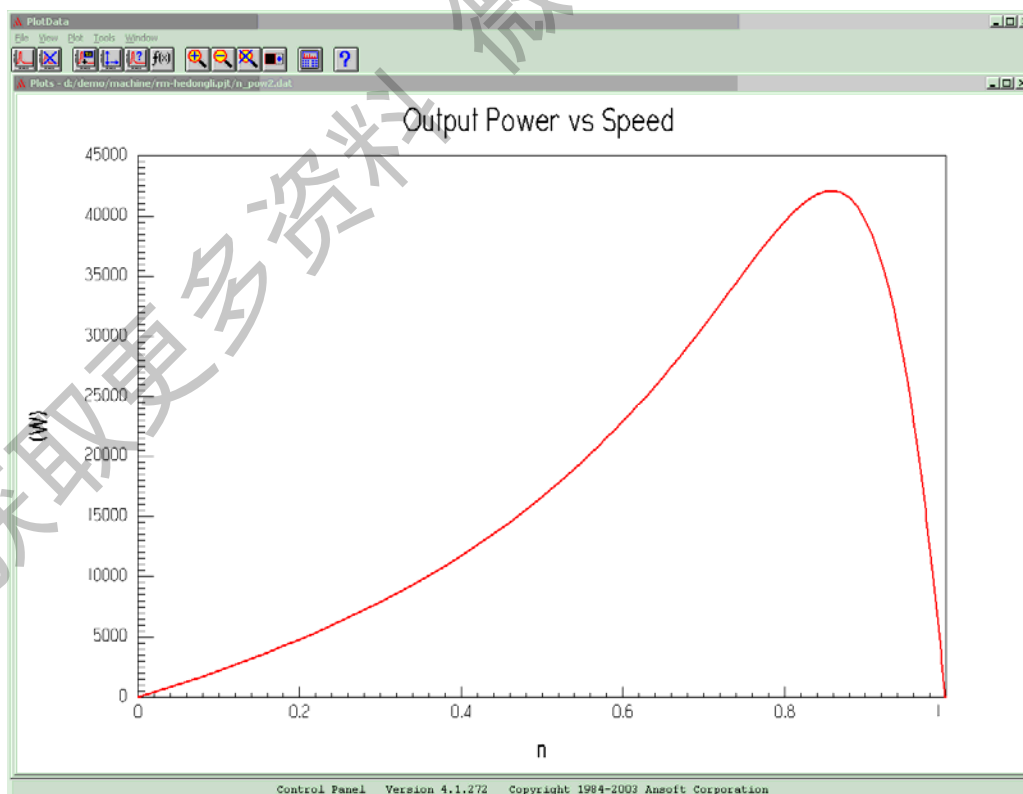 PlotData
File View Plot Tools Window
f(x)
?
Plots - d:/demo/machine/rm-hedongli.pjt/n_pow2.dat
Output Power vs Speed
45000
40000
35000
30000
25000
20000
15000
10000
5000
0
(W)
0 0.2 0.4 0.6 0.8 1
n
Control Panel Version 4.1.272 Copyright 1984-2003 Ansoft Corporation
获取更多资料 微